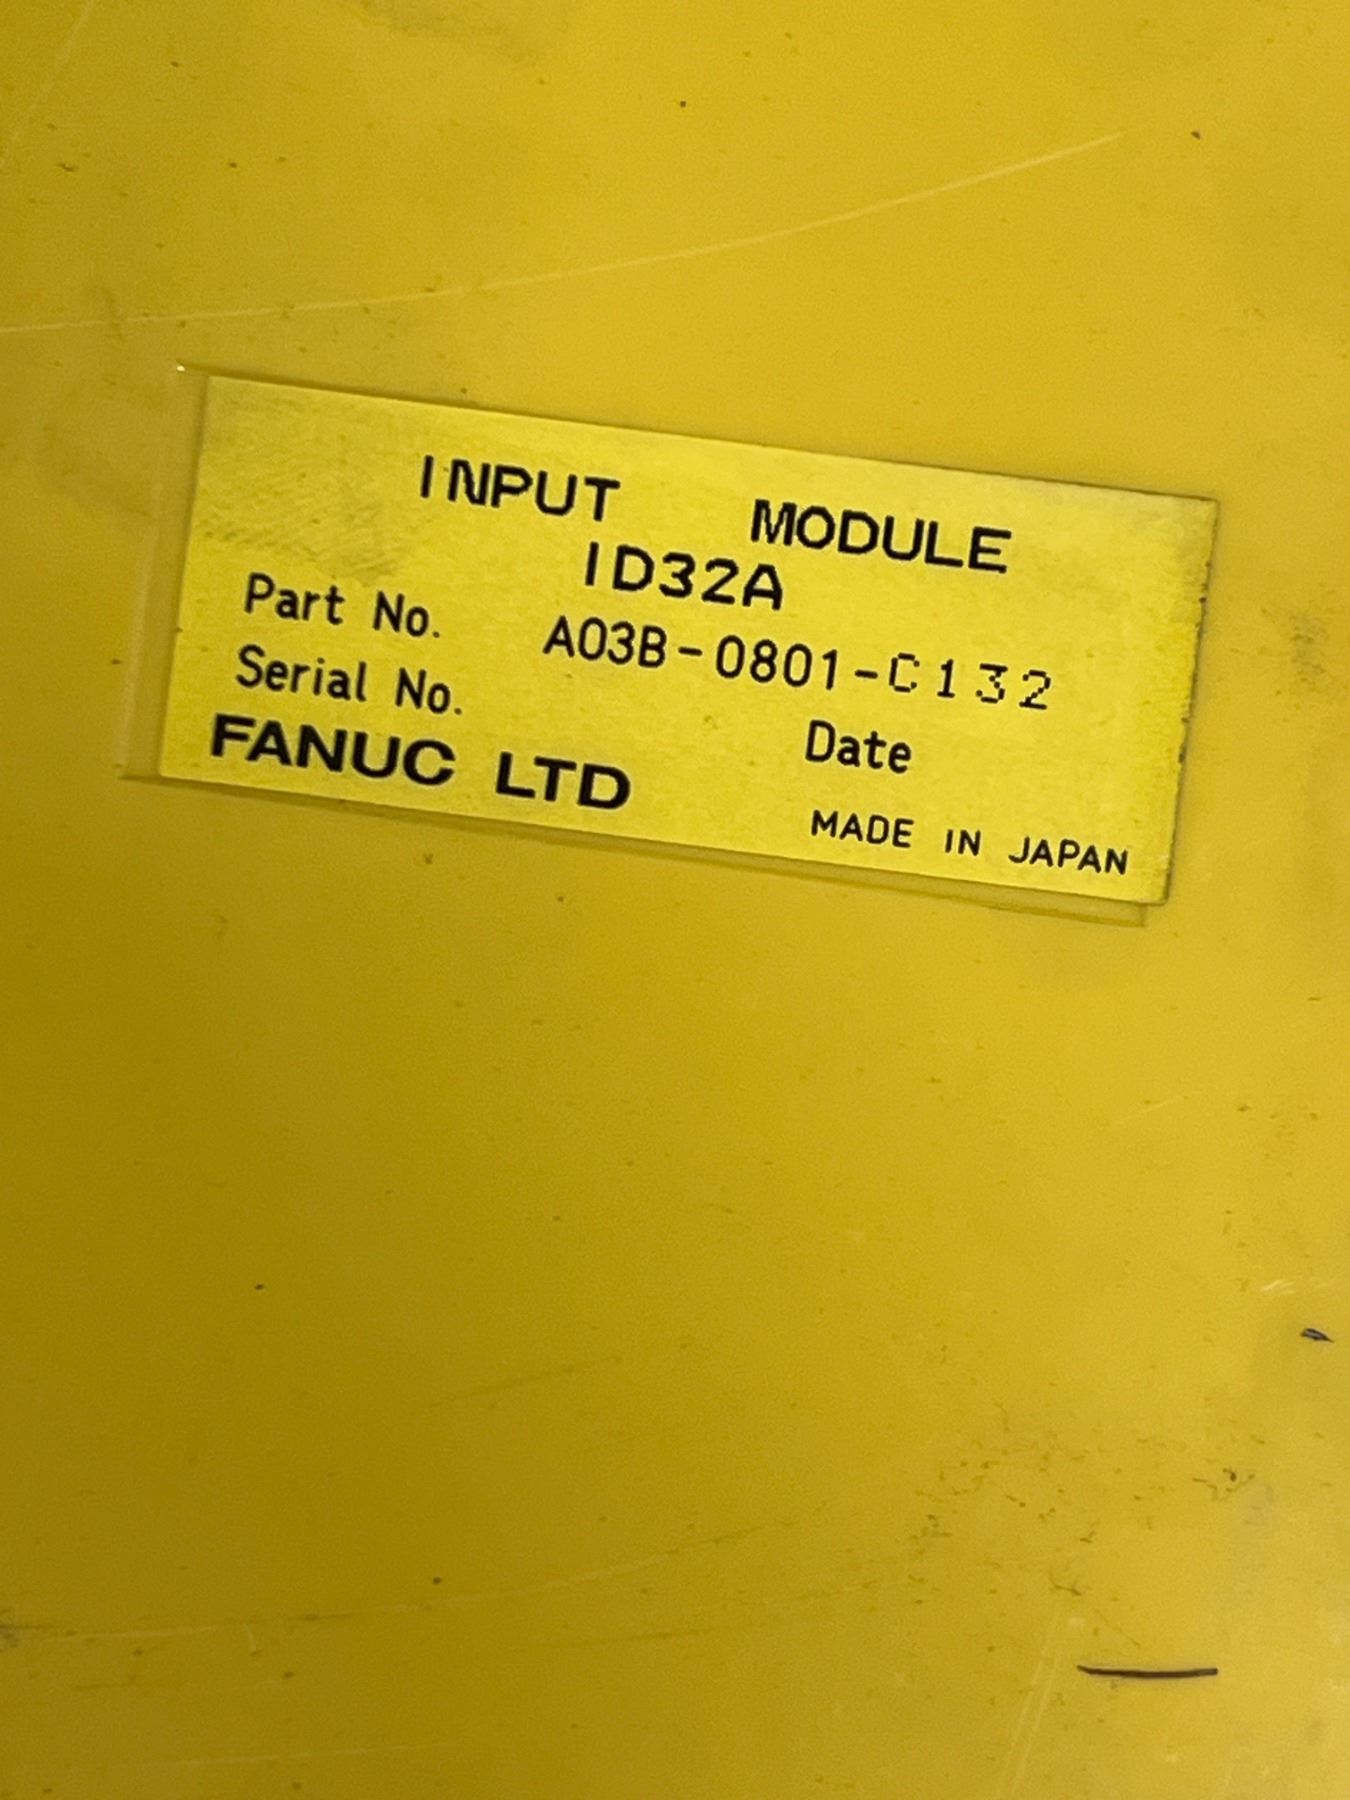 INPUT MODULE
ID32A
Part No. A03B-0801-C132
Serial No.
Date
FANUC LTD
MADE IN JAPAN